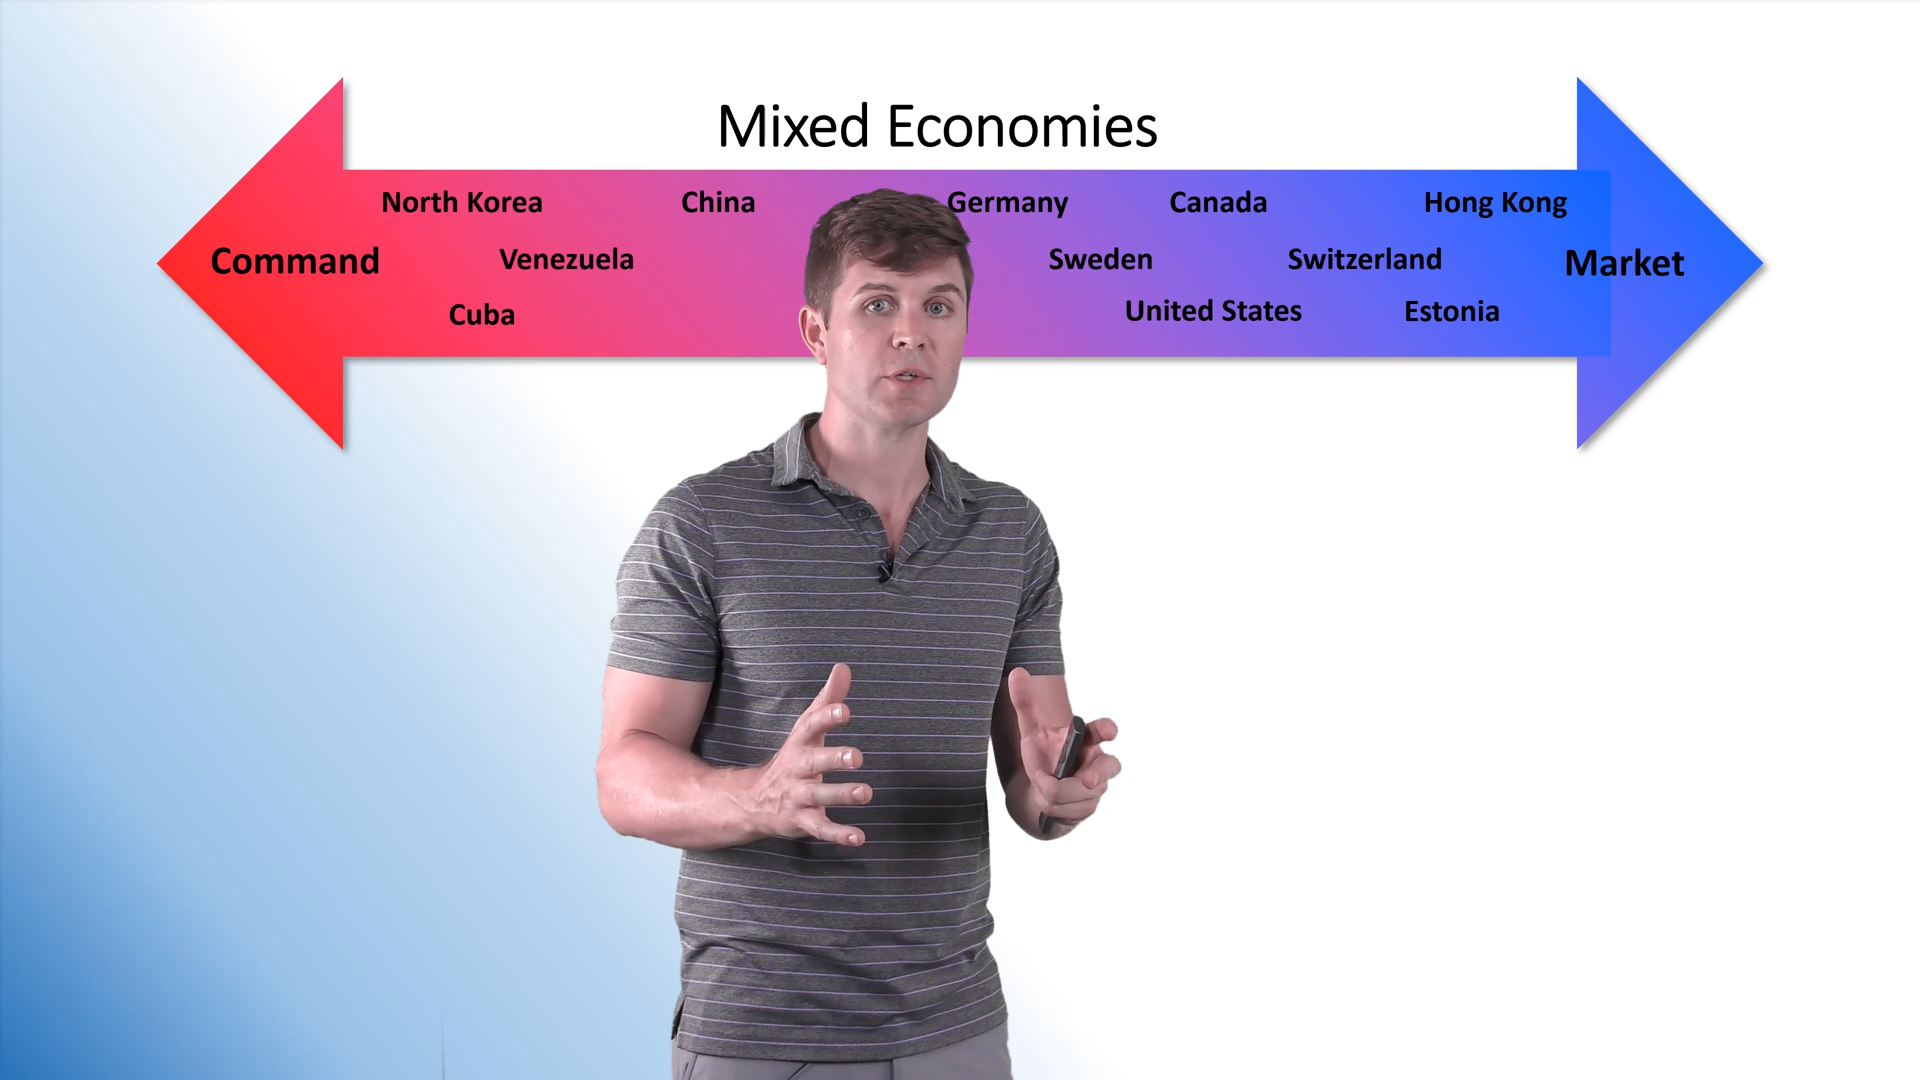 Mixed Economies
North Korea China Germany Canada Hong Kong
Command Venezuela Sweden Switzerland Market
Cuba United States Estonia